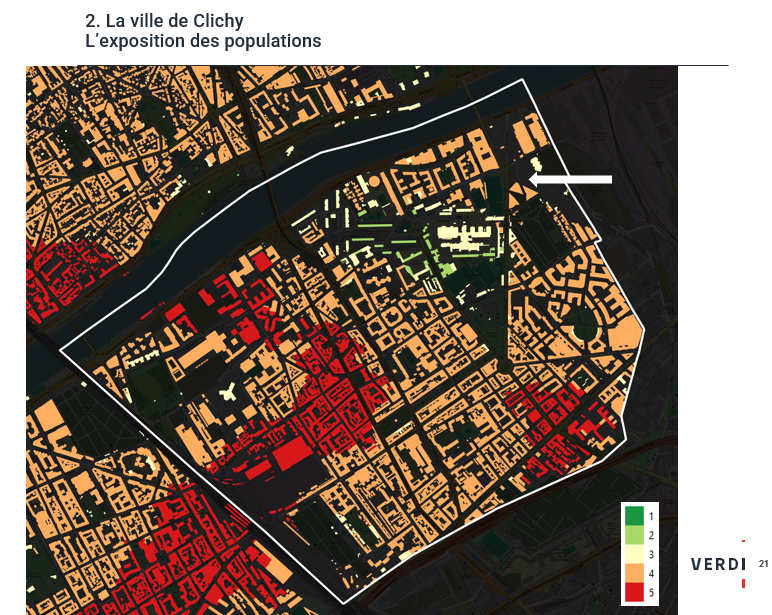 2. La ville de Clichy
L’exposition des populations
1
2
3
4
5
VERDI
21